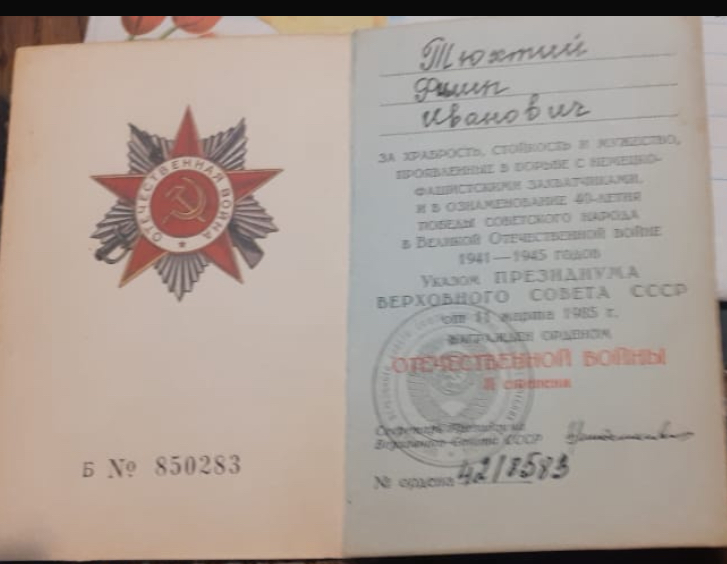 ОТЕЧЕСТВЕННАЯ ВОЙНА
Б № 850283
Тюхтий
Иванович
ЗА ХРАБРОСТЬ, СТОЙКОСТЬ И МУЖЕСТВО,
ПРОЯВЛЕННЫЕ В БОРЬБЕ С НЕМЕЦКО-
ФАШИСТСКИМИ ЗАХВАТЧИКАМИ,
И В ОЗНАМЕНОВАНИЕ 40-ЛЕТИЯ
ПОБЕДЫ СОВЕТСКОГО НАРОДА
В ВЕЛИКОЙ ОТЕЧЕСТВЕННОЙ ВОЙНЕ
1941—1945 ГОДОВ
УКАЗОМ ПРЕЗИДИУМА
ВЕРХОВНОГО СОВЕТА СССР
от 11 марта 1985 г.
НАГРАЖДЕН ОРДЕНОМ
ОТЕЧЕСТВЕННОЙ ВОЙНЫ
II степени
Секретарь Президиума
Верховного Совета СССР
№ ордена 4218583